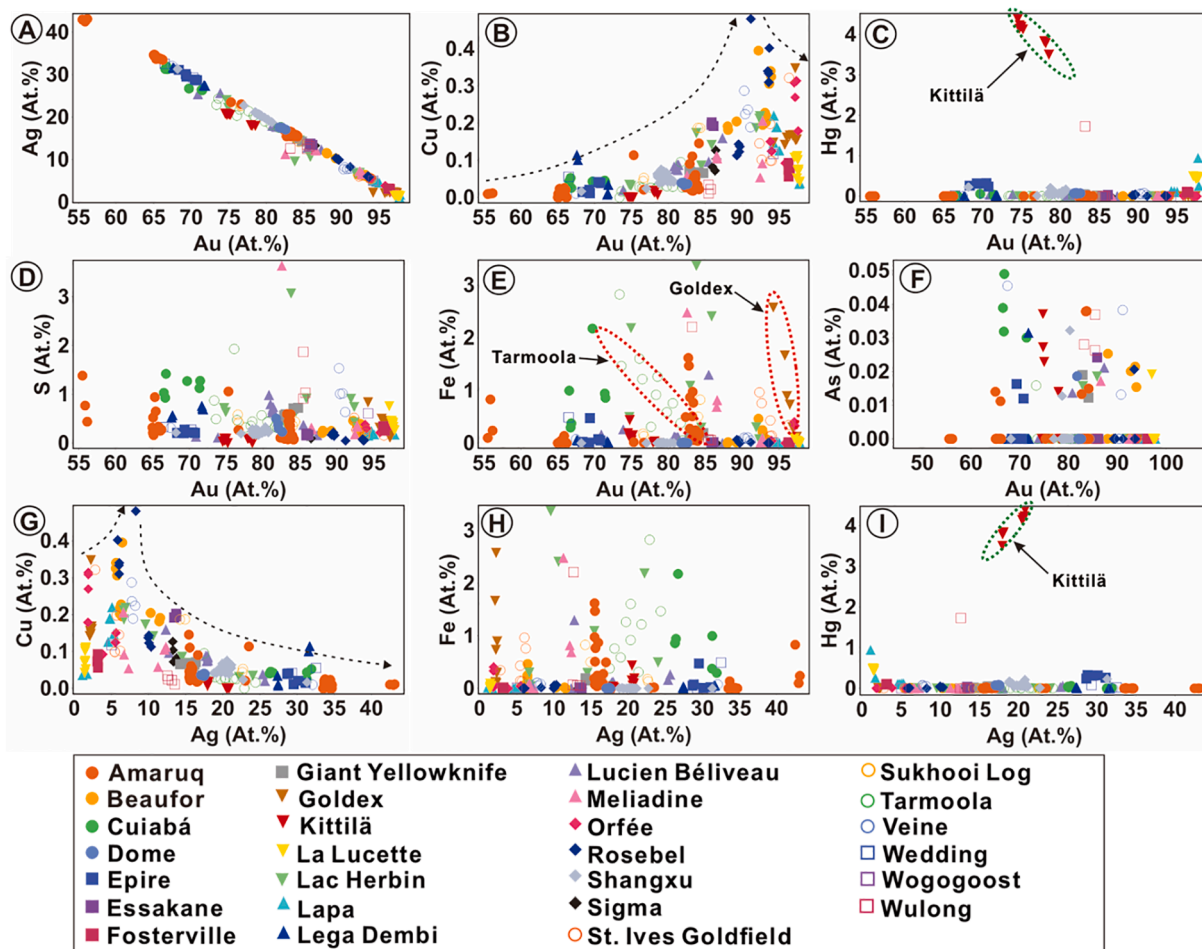 A
Ag (At.%)
40
30
20
10
0
55 60 65 70 75 80 85 90 95
Au (At.%)
B
Cu (At.%)
0.4
0.3
0.2
0.1
0.0
55 60 65 70 75 80 85 90 95
Au (At.%)
C
Hg (At.%)
4
3
2
1
0
Kittilä
60 70 80 90
Au (At.%)
D
S (At.%)
3
2
1
0
55 60 65 70 75 80 85 90 95
Au (At.%)
E
Fe (At.%)
3
2
1
0
Goldex
Tarmoola
55 60 65 70 75 80 85 90 95
Au (At.%)
F
As (At.%)
0.05
0.04
0.03
0.02
0.01
0.00
50 60 70 80 90 100
Au (At.%)
G
Cu (At.%)
0.4
0.3
0.2
0.1
0.0
0 5 10 15 20 25 30 35 40
Ag (At.%)
H
Fe (At.%)
3
2
1
0
0 5 10 15 20 25 30 35 40
Ag (At.%)
I
Hg (At.%)
4
3
2
1
0
Kittilä
0 5 10 15 20 25 30 35 40
Ag (At.%)
Amaruq
Beaufor
Cuiabá
Dome
Epire
Essakane
Fosterville
Giant Yellowknife
Goldex
Kittilä
La Lucette
Lac Herbin
Lapa
Lega Dembi
Lucien Béliveau
Meliadine
Orfée
Rosebel
Shangxu
Sigma
St. Ives Goldfield
Sukhooi Log
Tarmoola
Veine
Wedding
Wogogoost
Wulong